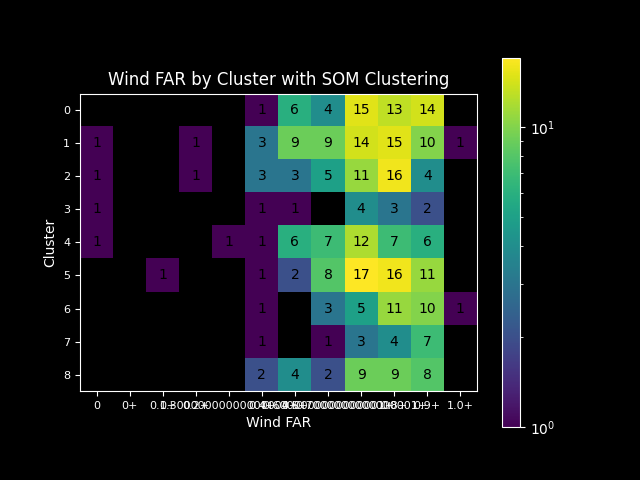 Wind FAR by Cluster with SOM Clustering
0 1 6 4 15 13 14
1 1 1 3 9 9 14 15 10 1
2 1 1 3 3 5 11 16 4
3 1 1 1 4 3 2
4 1 1 1 6 7 12 7 6
5 1 1 2 8 17 16 11
6 1 3 5 11 10 1
7 1 1 3 4 7
8 2 4 2 9 9 8
0 0+ 0.9+ 1.0+
Wind FAR
Cluster
10¹
10⁰